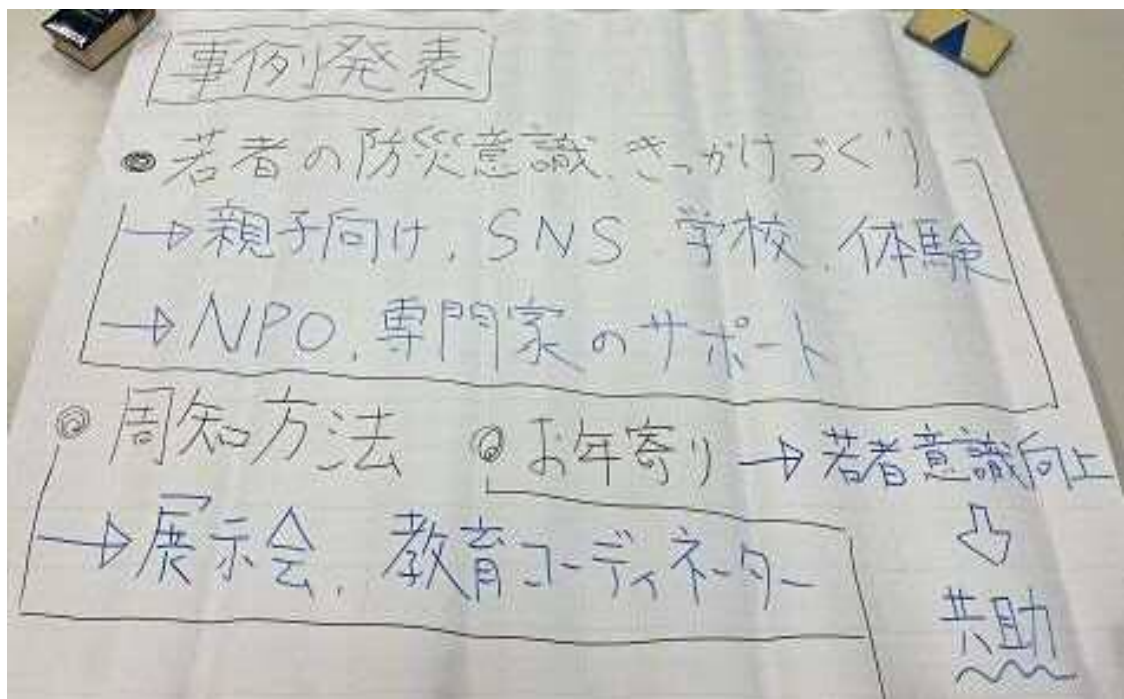 事例発表
◎若者の防災意識、きっかけづくり
→親子向け、SNS 学校、体験
→NPO、専門家のサポート
◎周知方法 ◎お年寄り→若者意識向上
→展示会、教育コーディネーター
⇩
共助